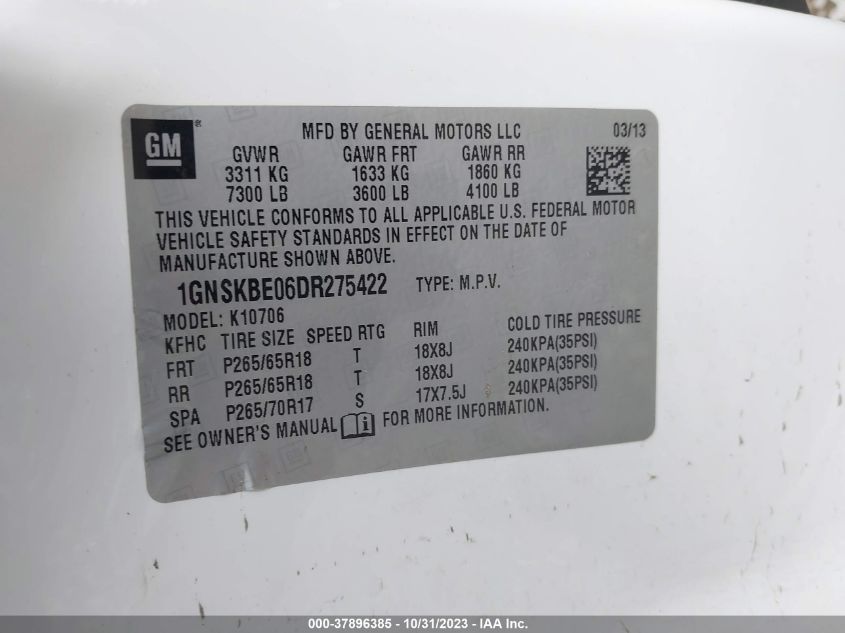 GM ®
MFD BY GENERAL MOTORS LLC 03/13
GVWR GAWR FRT GAWR RR
3311 KG 1633 KG 1860 KG
7300 LB 3600 LB 4100 LB
THIS VEHICLE CONFORMS TO ALL APPLICABLE U.S. FEDERAL MOTOR
VEHICLE SAFETY STANDARDS IN EFFECT ON THE DATE OF
MANUFACTURE SHOWN ABOVE.
1GNSKBE06DR275422 TYPE: M.P.V.
MODEL: K10706
KFHC TIRE SIZE SPEED RTG RIM COLD TIRE PRESSURE
FRT P265/65R18 T 18X8J 240KPA(35PSI)
RR P265/65R18 T 18X8J 240KPA(35PSI)
SPA P265/70R17 S 17X7.5J 240KPA(35PSI)
SEE OWNER'S MANUAL FOR MORE INFORMATION.
000-37896385 - 10/31/2023 - IAA Inc.